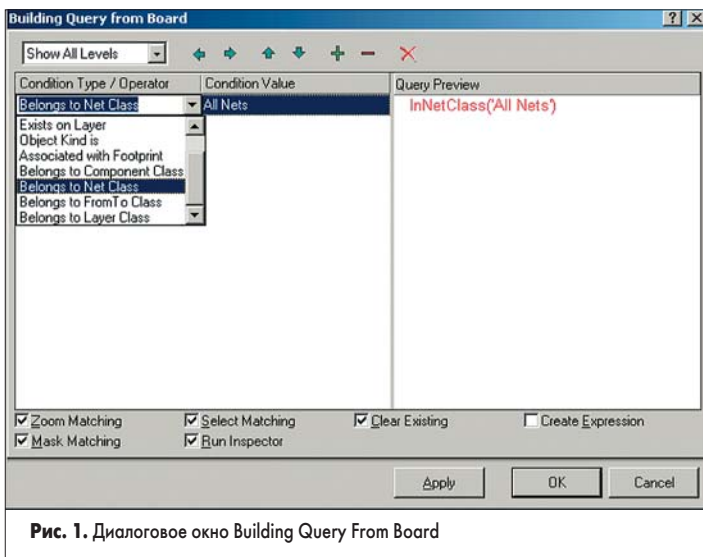 Building Query from Board
Show All Levels
Condition Type / Operator Condition Value Query Preview
Belongs to Net Class All Nets InNetClass('All Nets')
Exists on Layer
Object Kind is
Associated with Footprint
Belongs to Component Class
Belongs to Net Class
Belongs to FromTo Class
Belongs to Layer Class
Zoom Matching Select Matching Clear Existing Create Expression
Mask Matching Run Inspector
Apply OK Cancel
Рис. 1. Диалоговое окно Building Query From Board